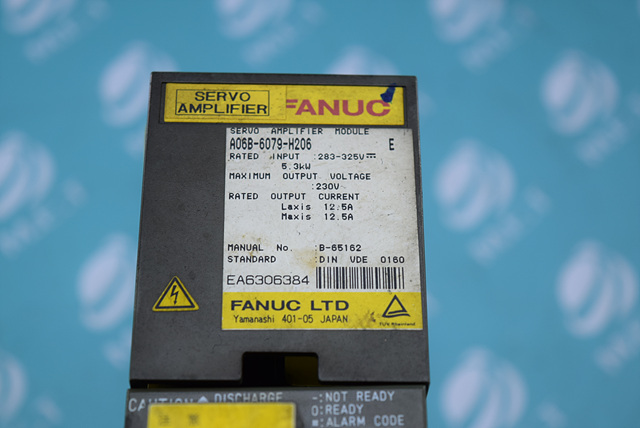 SERVO
AMPLIFIER
FANUC
SERVO AMPLIFIER MODULE
A06B-6079-H206 E
RATED INPUT :283-325V⎓
5.3kW
MAXIMUM OUTPUT VOLTAGE
:230V
RATED OUTPUT CURRENT
Laxis 12.5A
Maxis 12.5A
MANUAL No. :B-65162
STANDARD :DIN VDE 0160
EA6306384
FANUC LTD
Yamanashi 401-05 JAPAN
TÜV Rheinland
CAUTION DISCHARGE
-:NOT READY
0:READY
¤:ALARM CODE